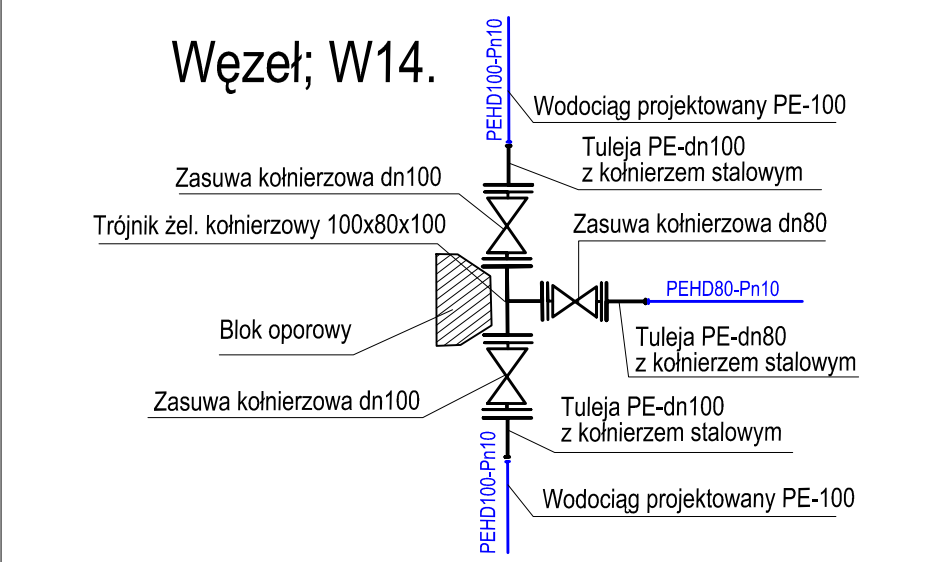 Węzeł; W14.
PEHD100-Pn10
Wodociąg projektowany PE-100
Tuleja PE-dn100
z kołnierzem stalowym
Zasuwa kołnierzowa dn100
Trójnik żel. kołnierzowy 100x80x100
Zasuwa kołnierzowa dn80
PEHD80-Pn10
Blok oporowy
Tuleja PE-dn80
z kołnierzem stalowym
Zasuwa kołnierzowa dn100
Tuleja PE-dn100
z kołnierzem stalowym
PEHD100-Pn10
Wodociąg projektowany PE-100